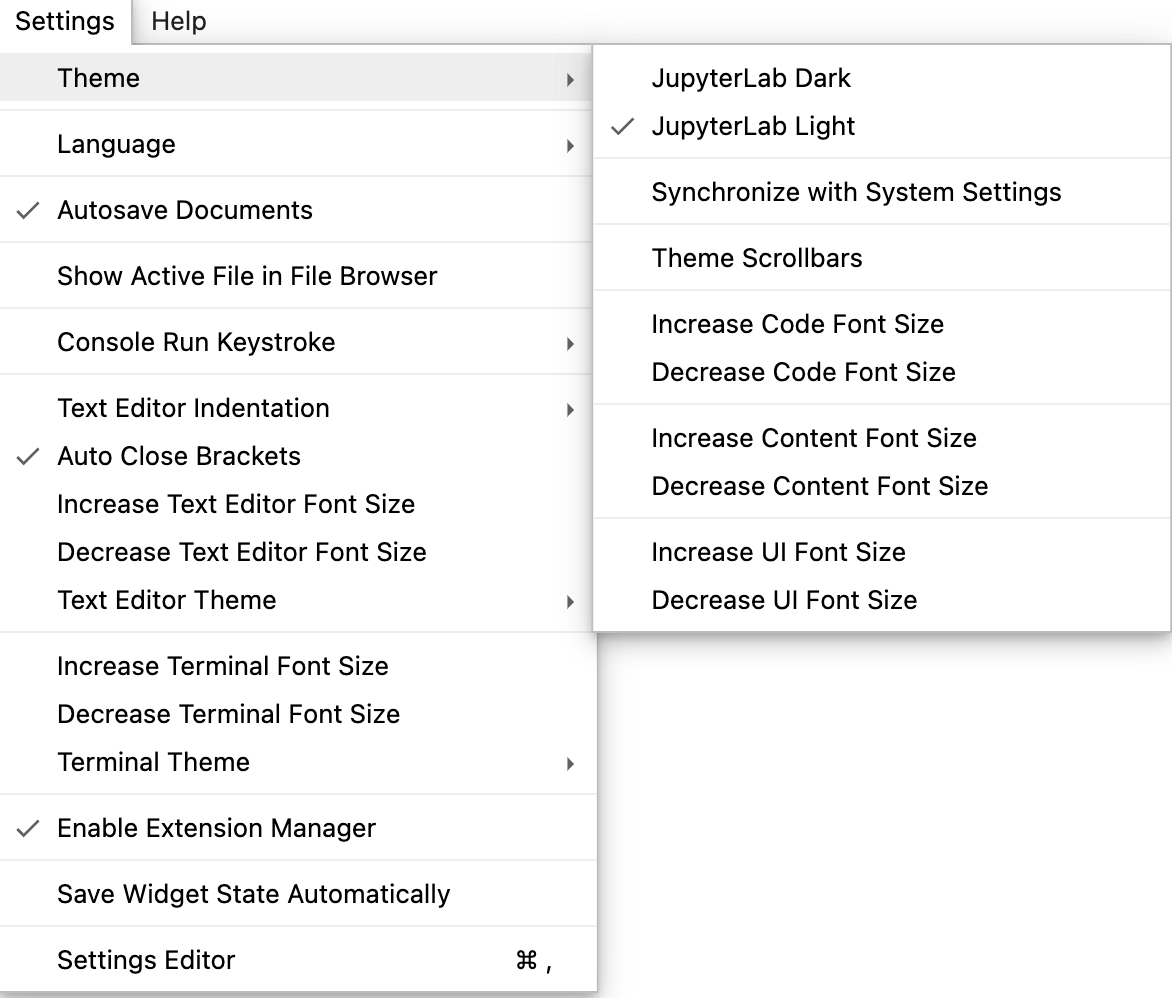 Settings Help
Theme
Language
Autosave Documents
Show Active File in File Browser
Console Run Keystroke
Text Editor Indentation
Auto Close Brackets
Increase Text Editor Font Size
Decrease Text Editor Font Size
Text Editor Theme
Increase Terminal Font Size
Decrease Terminal Font Size
Terminal Theme
Enable Extension Manager
Save Widget State Automatically
Settings Editor ⌘ ,
JupyterLab Dark
JupyterLab Light
Synchronize with System Settings
Theme Scrollbars
Increase Code Font Size
Decrease Code Font Size
Increase Content Font Size
Decrease Content Font Size
Increase UI Font Size
Decrease UI Font Size